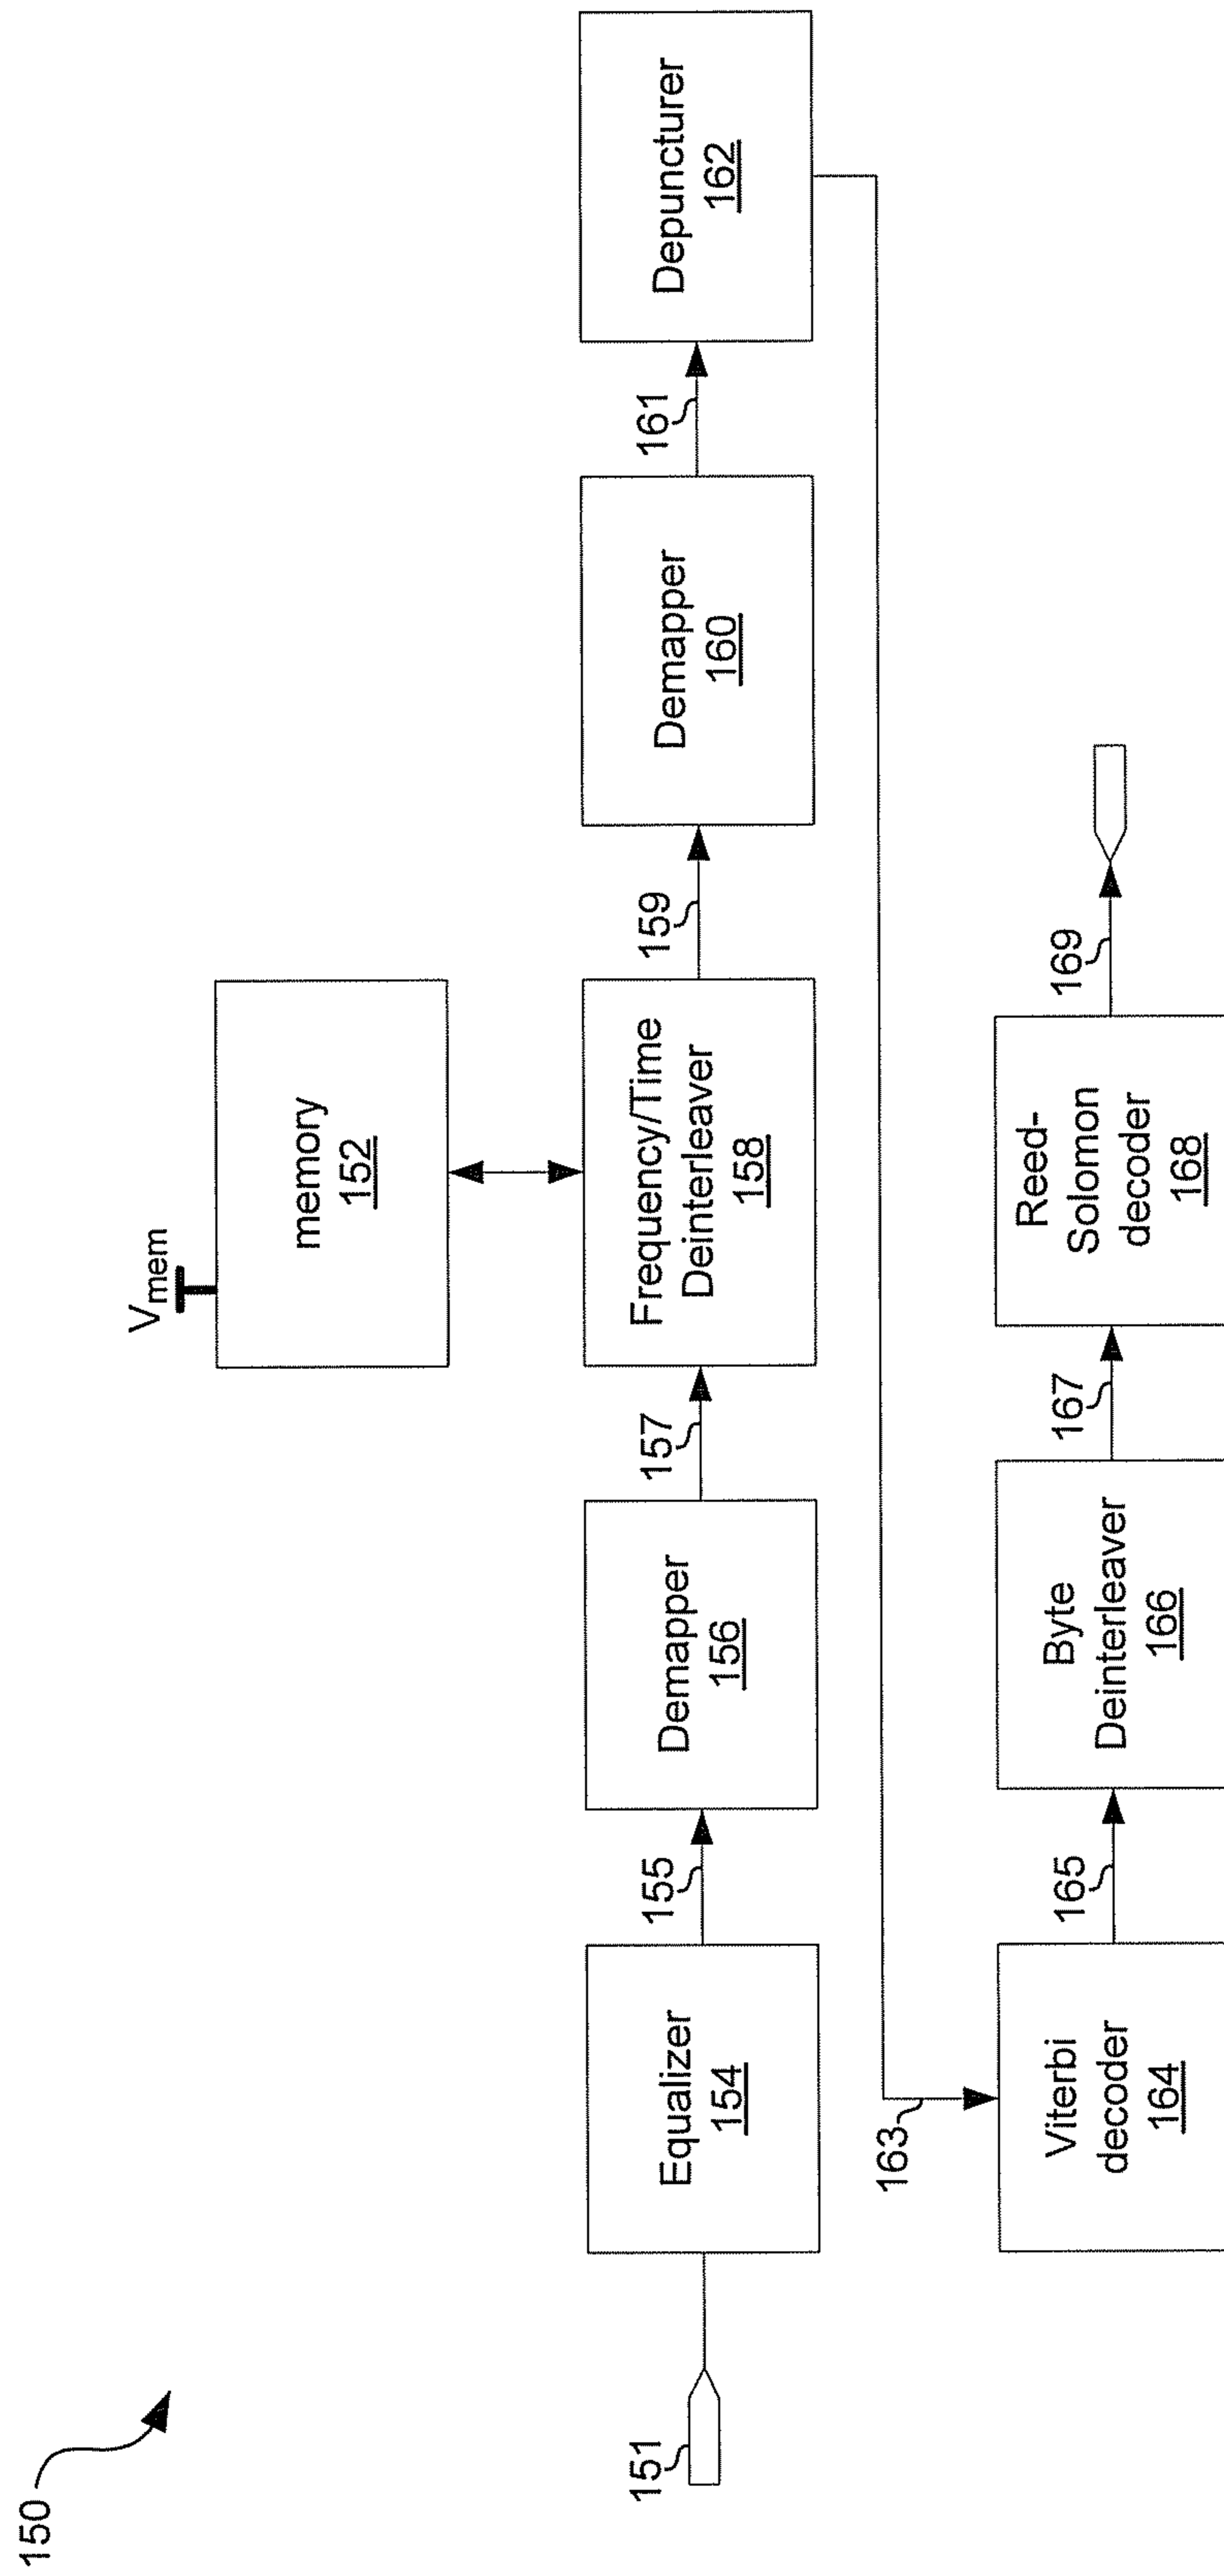 150
V mem
memory
152
151
Equalizer
154
155
Demapper
156
157
Frequency/Time
Deinterleaver
158
159
Demapper
160
161
Depuncturer
162
163
Viterbi
decoder
164
165
Byte
Deinterleaver
166
167
Reed-
Solomon
decoder
168
169